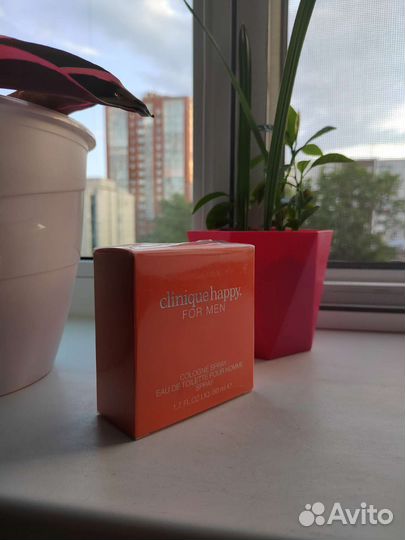 clinique happy.
FOR MEN
COLOGNE SPRAY
EAU DE TOILETTE POUR HOMME
SPRAY
1.7 FL.OZ./OZ. 50 ml e
Avito